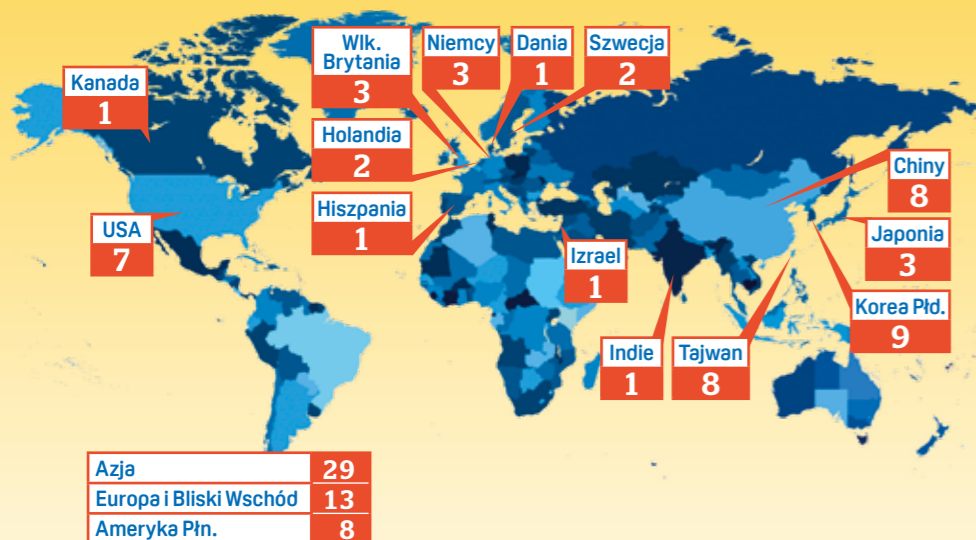 Kanada
1
USA
7
Wlk.
Brytania
3
Niemcy
3
Dania
1
Szwecja
2
Holandia
2
Hiszpania
1
Izrael
1
Indie
1
Tajwan
8
Chiny
8
Japonia
3
Korea Płd.
9
Azja 29
Europa i Bliski Wschód 13
Ameryka Płn. 8